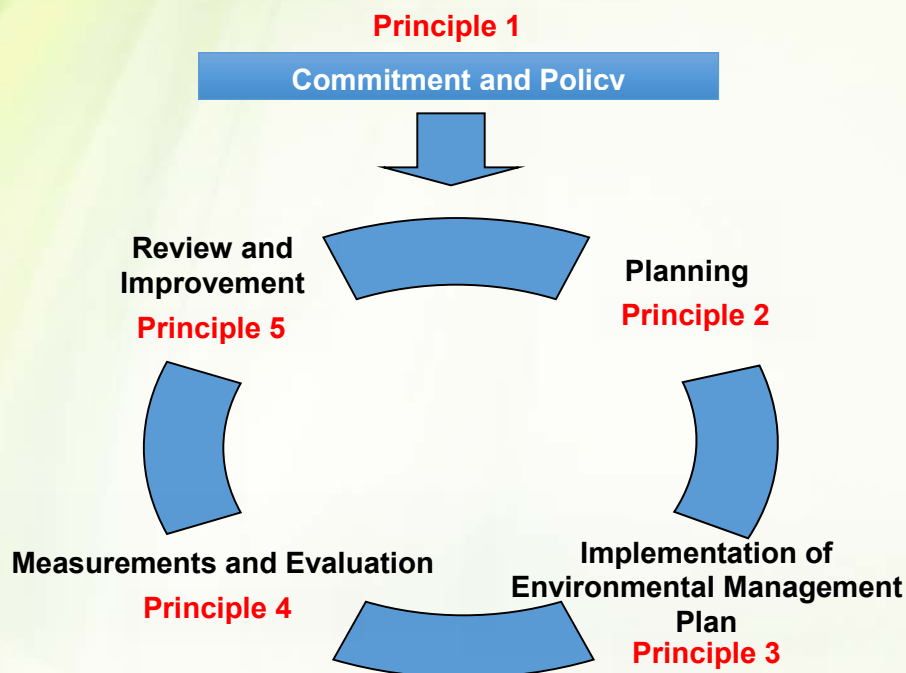 Principle 1
Commitment and Policy
Review and
Improvement
Principle 5
Planning
Principle 2
Measurements and Evaluation
Principle 4
Implementation of
Environmental Management
Plan
Principle 3